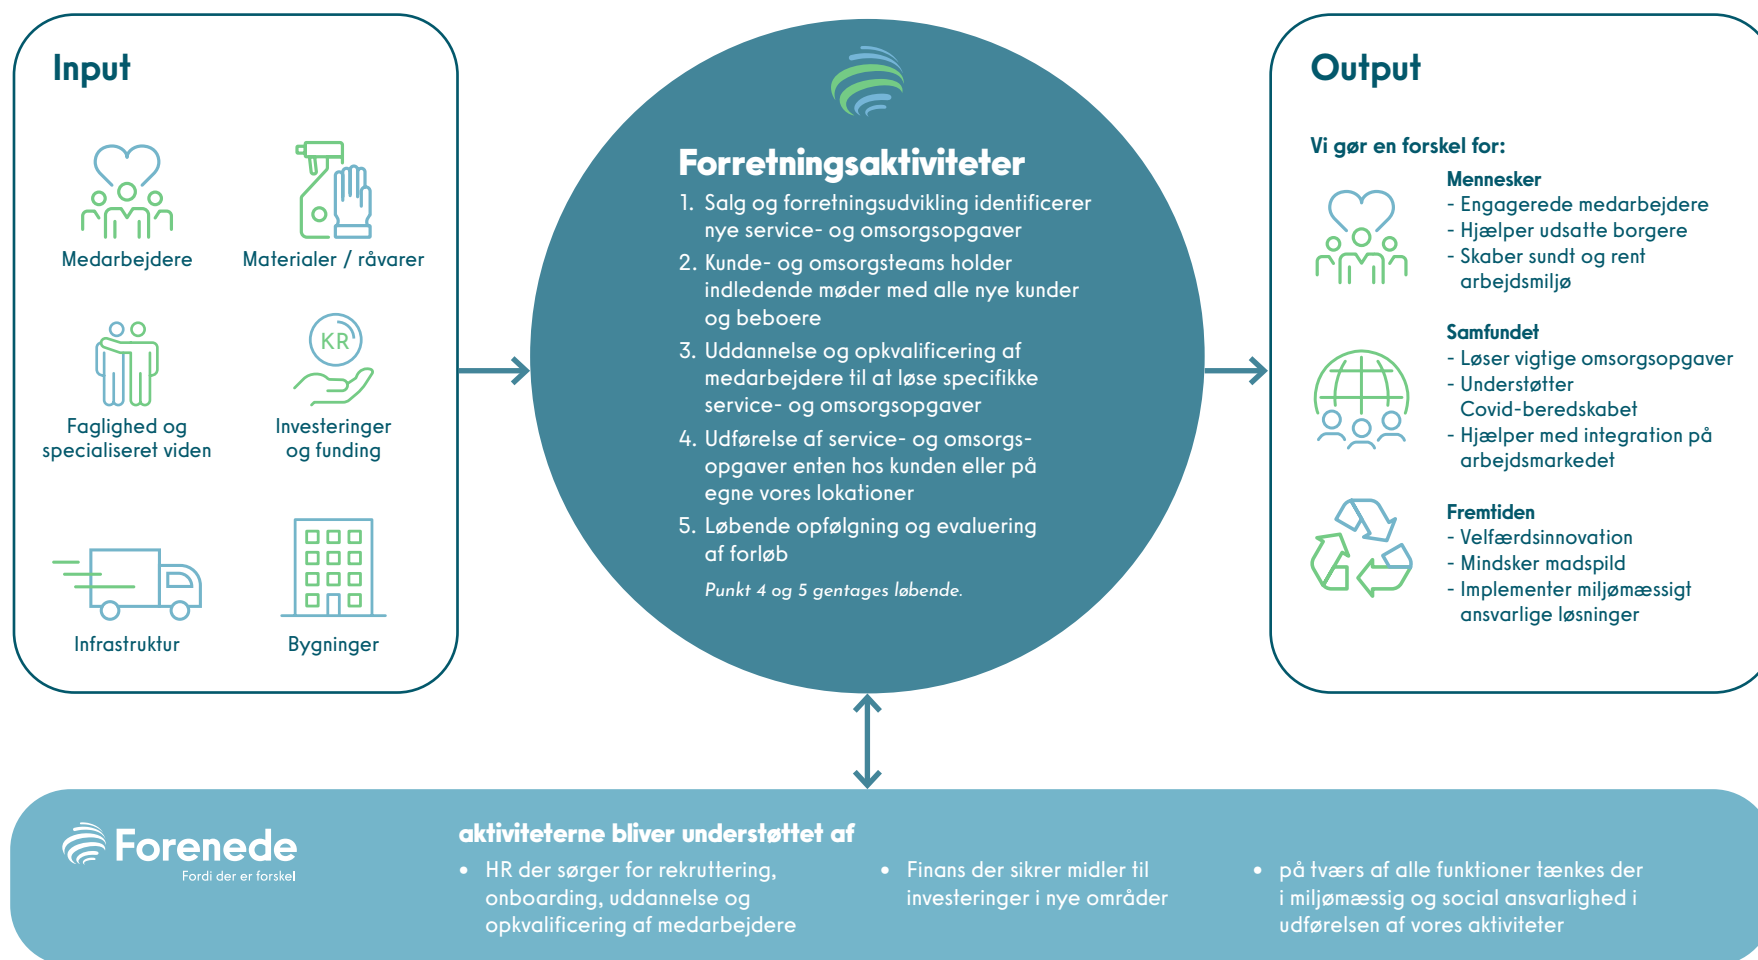 Input
Medarbejdere
Materialer / råvarer
Faglighed og
specialiseret viden
KR
Investeringer
og funding
Infrastruktur
Bygninger
Forretningsaktiviteter
1. Salg og forretningsudvikling identificerer
nye service- og omsorgsopgaver
2. Kunde- og omsorgsteams holder
indledende møder med alle nye kunder
og beboere
3. Uddannelse og opkvalificering af
medarbejdere til at løse specifikke
service- og omsorgsopgaver
4. Udførelse af service- og omsorgs-
opgaver enten hos kunden eller på
egne vores lokationer
5. Løbende opfølgning og evaluering
af forløb
Punkt 4 og 5 gentages løbende.
Output
Vi gør en forskel for:
Mennesker
- Engagerede medarbejdere
- Hjælper udsatte borgere
- Skaber sundt og rent
arbejdsmiljø
Samfundet
- Løser vigtige omsorgsopgaver
- Understøtter
Covid-beredskabet
- Hjælper med integration på
arbejdsmarkedet
Fremtiden
- Velfærdsinnovation
- Mindsker madspild
- Implementer miljømæssigt
ansvarlige løsninger
Forenede
Fordi der er forskel
aktiviteterne bliver understøttet af
• HR der sørger for rekruttering,
onboarding, uddannelse og
opkvalificering af medarbejdere
• Finans der sikrer midler til
investeringer i nye områder
• på tværs af alle funktioner tænkes der
i miljømæssig og social ansvarlighed i
udførelsen af vores aktiviteter